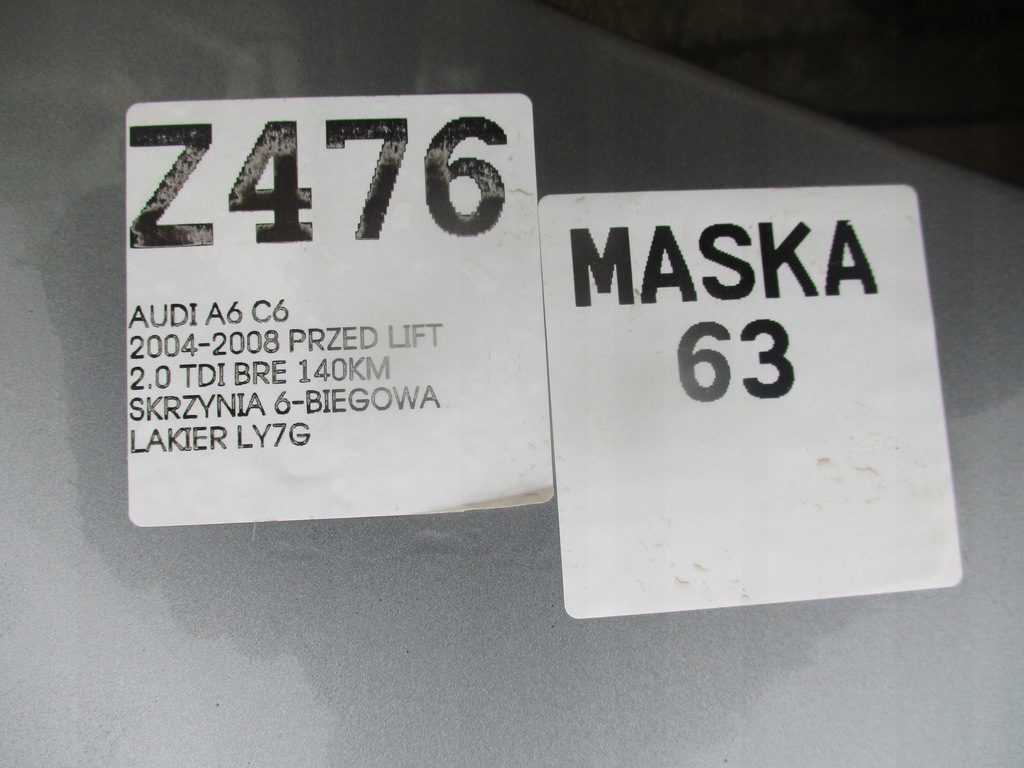 Z476
AUDI A6 C6
2004-2008 PRZED LIFT
2.0 TDI BRE 140KM
SKRZYNIA 6-BIEGOWA
LAKIER LY7G
MASKA
63